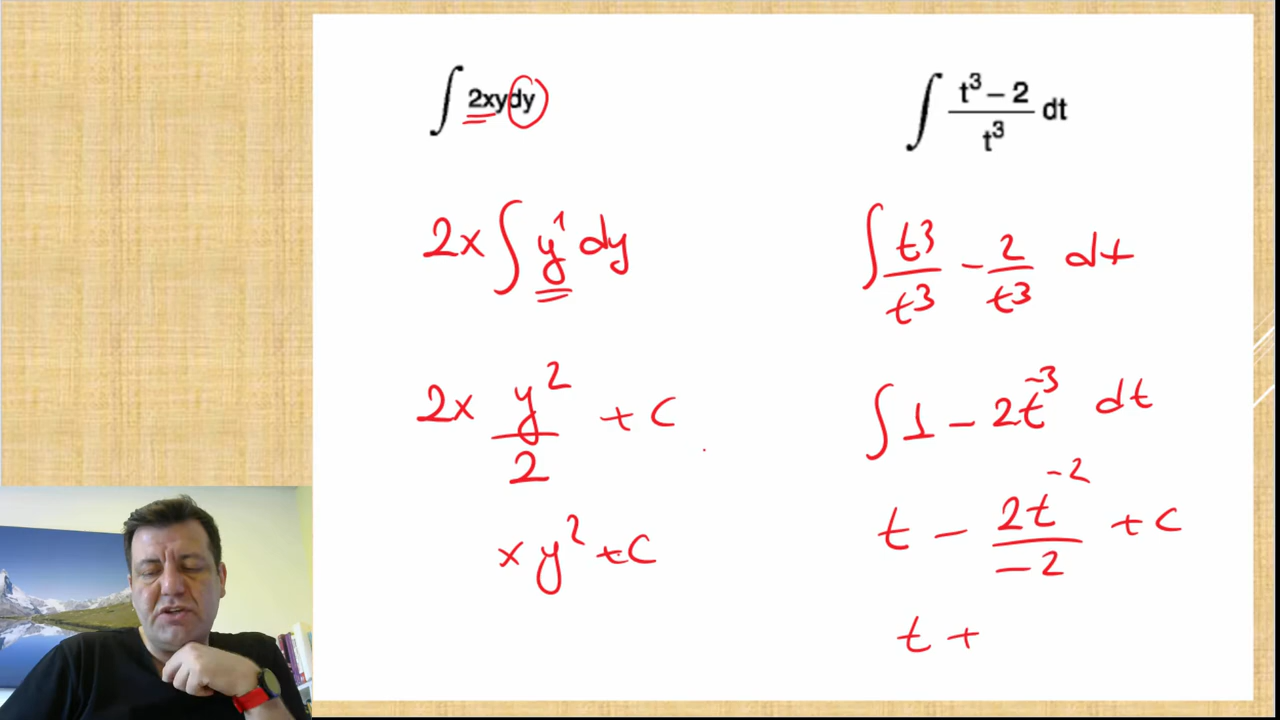 ∫ 2xydy
2x ∫ y¹ dy
2x y²/2 + C
xy² + C
∫ (t³ – 2)/t³ dt
∫ t³/t³ – 2/t³ dt
∫ 1 – 2t⁻³ dt
t – 2t⁻²/–2 + C
t +